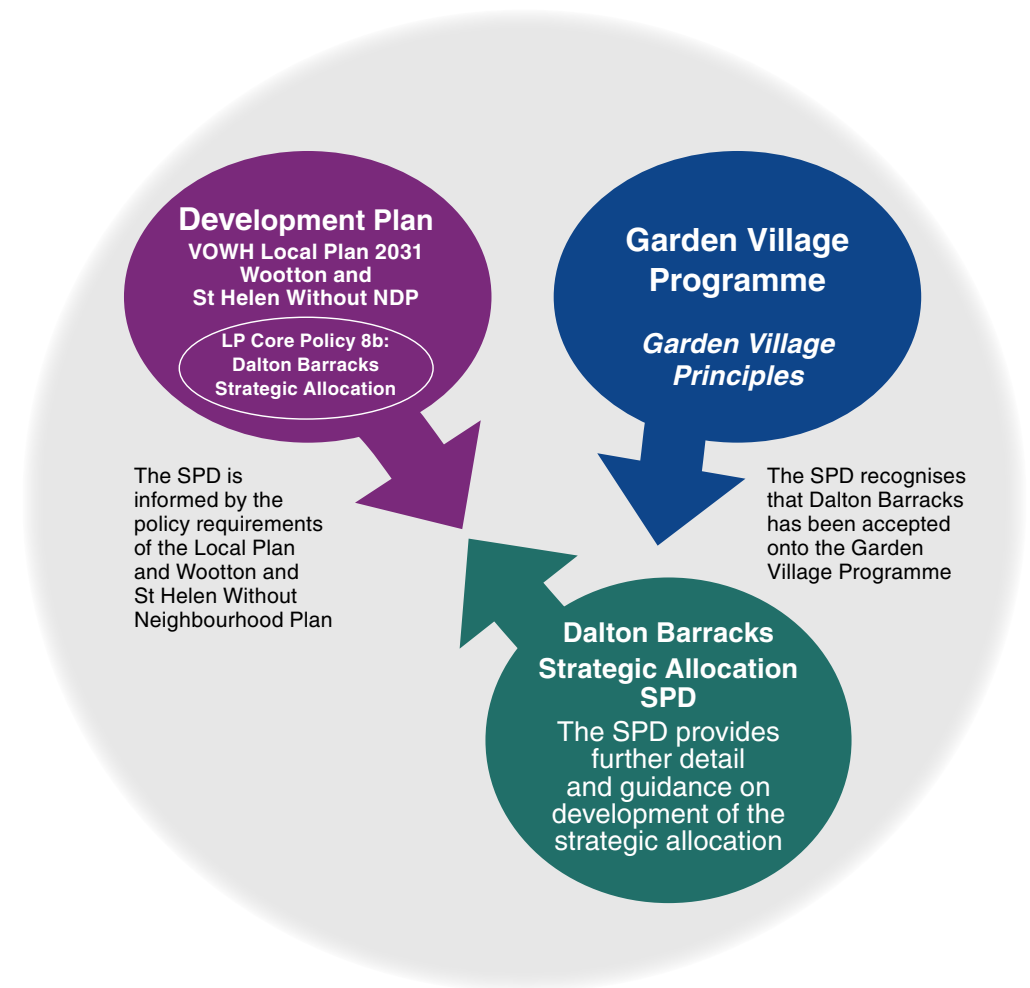 Development Plan
VOWH Local Plan 2031
Wootton and
St Helen Without NDP
LP Core Policy 8b:
Dalton Barracks
Strategic Allocation
Garden Village
Programme
Garden Village
Principles
The SPD is
informed by the
policy requirements
of the Local Plan
and Wootton and
St Helen Without
Neighbourhood Plan
The SPD recognises
that Dalton Barracks
has been accepted
onto the Garden
Village Programme
Dalton Barracks
Strategic Allocation
SPD
The SPD provides
further detail
and guidance on
development of the
strategic allocation